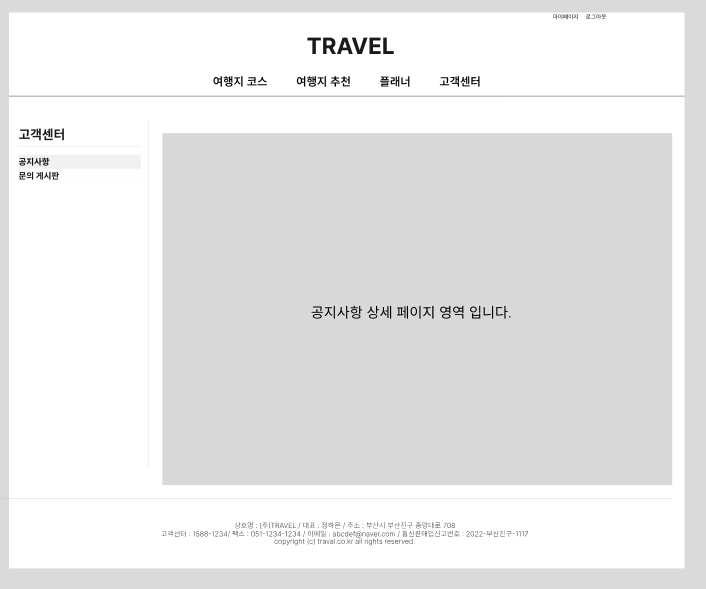 마이페이지 로그아웃
TRAVEL
여행지 코스 여행지 추천 플래너 고객센터
고객센터
공지사항
문의 게시판
공지사항 상세 페이지 영역 입니다.
상호명 : (주)TRAVEL / 대표 : 정하은 / 주소 : 부산시 부산진구 중앙대로 708
고객센터 : 1588-1234/ 팩스 : 051-1234-1234 / 이메일 : abcdef@naver.com / 통신판매업신고번호 : 2022-부산진구-1117
copyright (c) traval.co.kr all rights reserved.